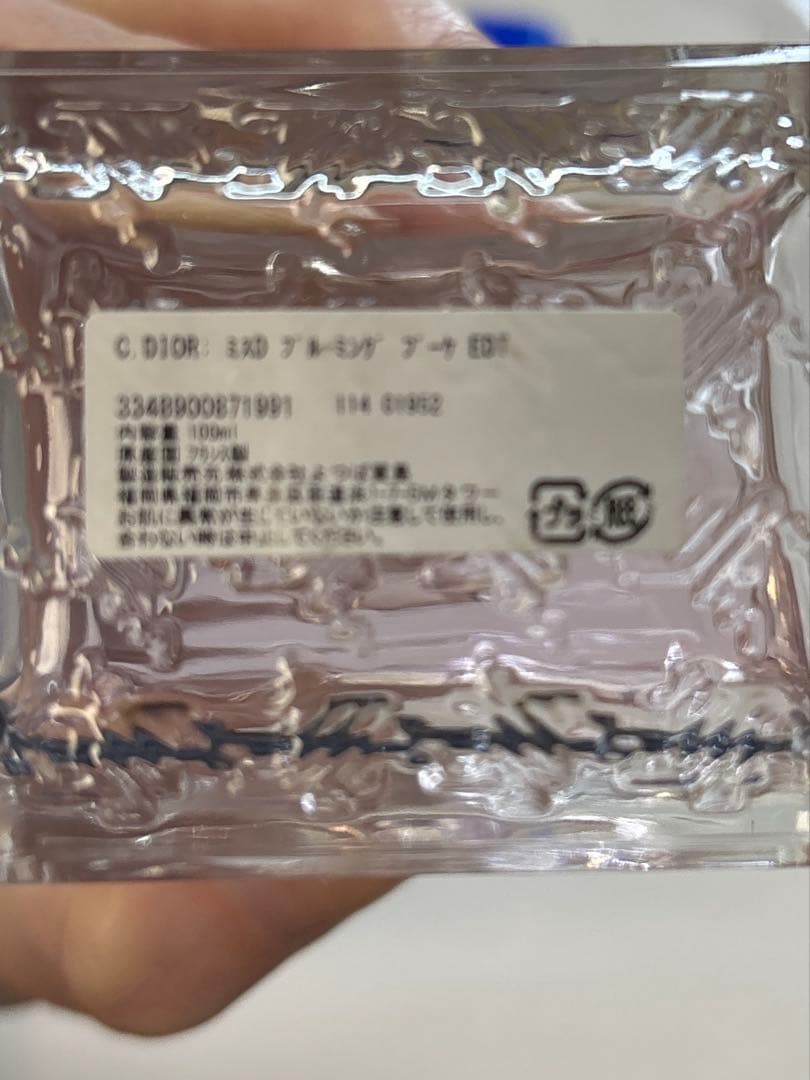 C.DIOR: ミスD ブルーミング ブーケ EDT
3348900871991 114 01952
内容量 100ml
原産国 フランス製
製造販売元 株式会社よつば貿易
福岡県福岡市
お肌に異常が生じていないか注意して使用し、
合わない時は中止してください。
プラ 紙